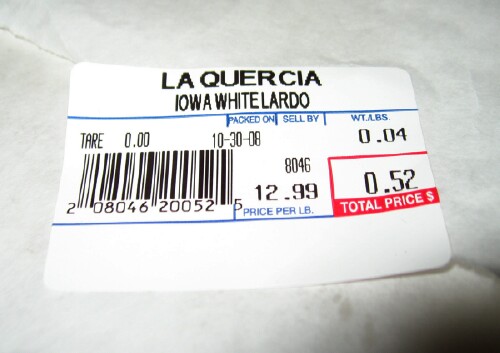 LA QUERCIA
IOWA WHITE LARDO
PACKED ON SELL BY WT./LBS.
TARE 0.00 10-30-08 0.04
8046
12.99 0.52
2 08046 20052 5
PRICE PER LB. TOTAL PRICE $